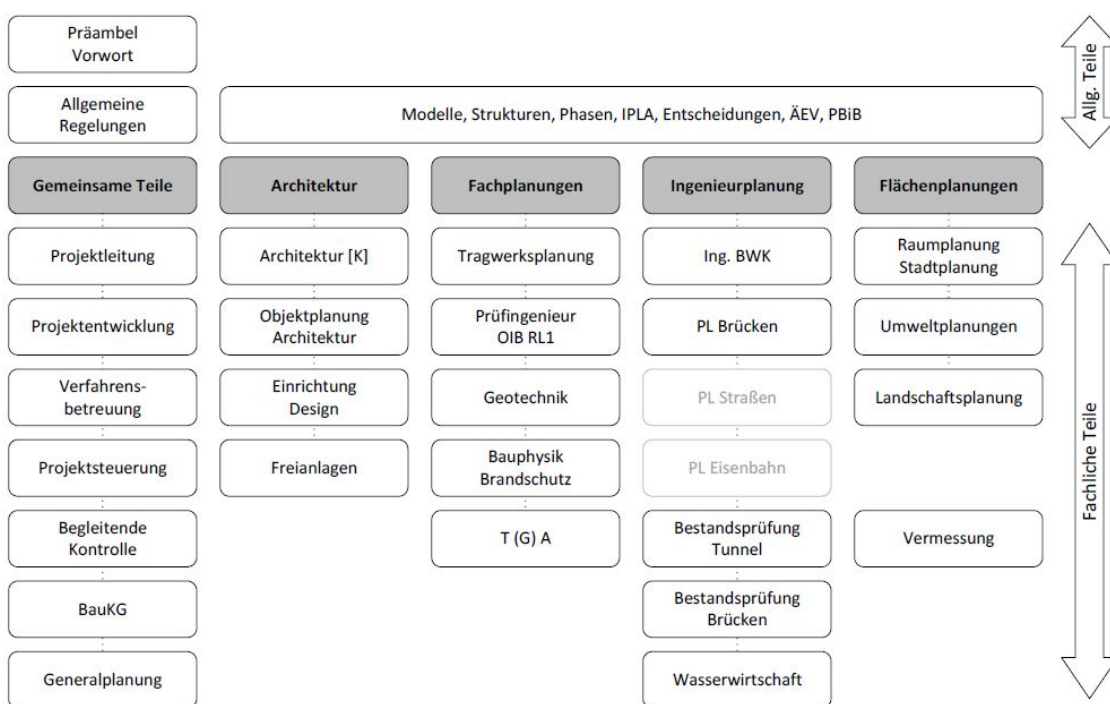 Präambel
Vorwort
Allgemeine
Regelungen
Modelle, Strukturen, Phasen, IPLA, Entscheidungen, ÄEV, PBiB
Allg. Teile
Gemeinsame Teile
Architektur
Fachplanungen
Ingenieurplanung
Flächenplanungen
Projektleitung
Architektur [K]
Tragwerksplanung
Ing. BWK
Raumplanung
Stadtplanung
Projektentwicklung
Objektplanung
Architektur
Prüfingenieur
OIB RL1
PL Brücken
Umweltplanungen
Verfahrens-
betreuung
Einrichtung
Design
Geotechnik
PL Straßen
Landschaftsplanung
Projektsteuerung
Freianlagen
Bauphysik
Brandschutz
PL Eisenbahn
Begleitende
Kontrolle
T (G) A
Bestandsprüfung
Tunnel
Vermessung
BauKG
Bestandsprüfung
Brücken
Generalplanung
Wasserwirtschaft
Fachliche Teile